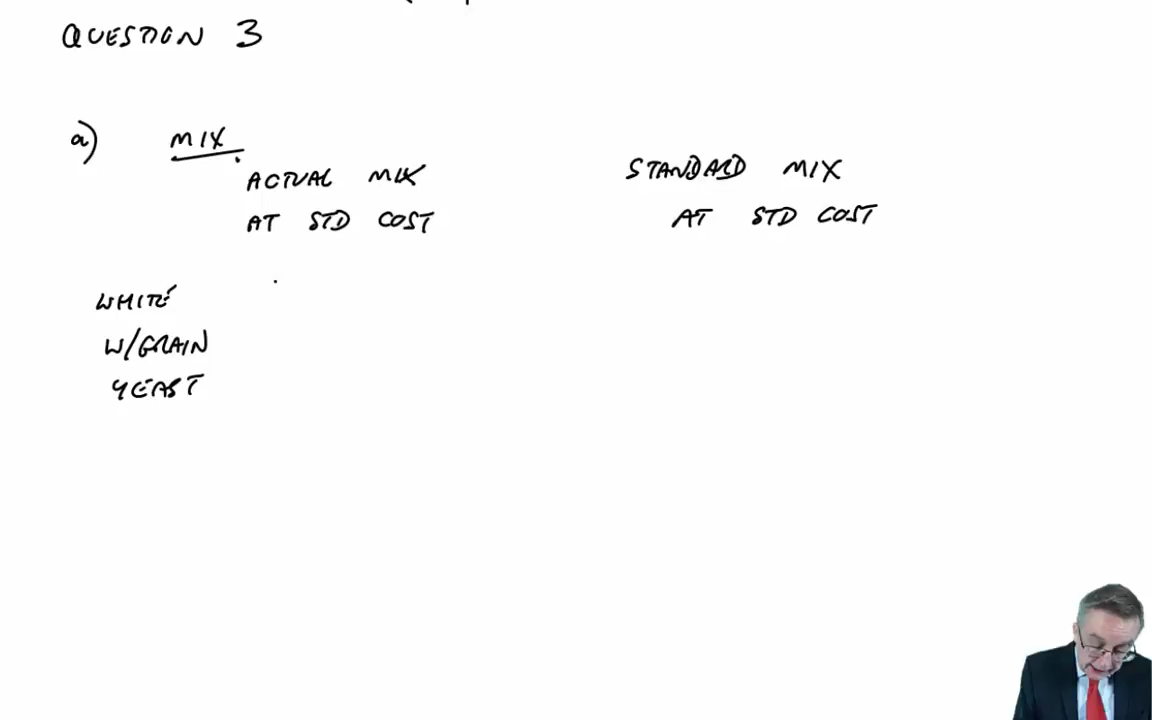 QUESTION 3
a) MIX
ACTUAL MIX
AT STD COST
STANDARD MIX
AT STD COST
WHITE
W/GRAIN
YEAST